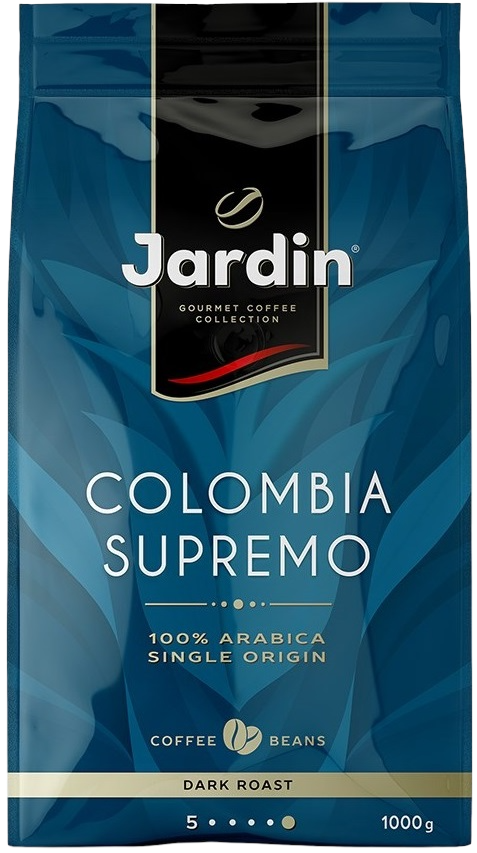 Jardin®
GOURMET COFFEE
COLLECTION
COLOMBIA
SUPREMO
100% ARABICA
SINGLE ORIGIN
COFFEE BEANS
DARK ROAST
5 1000g